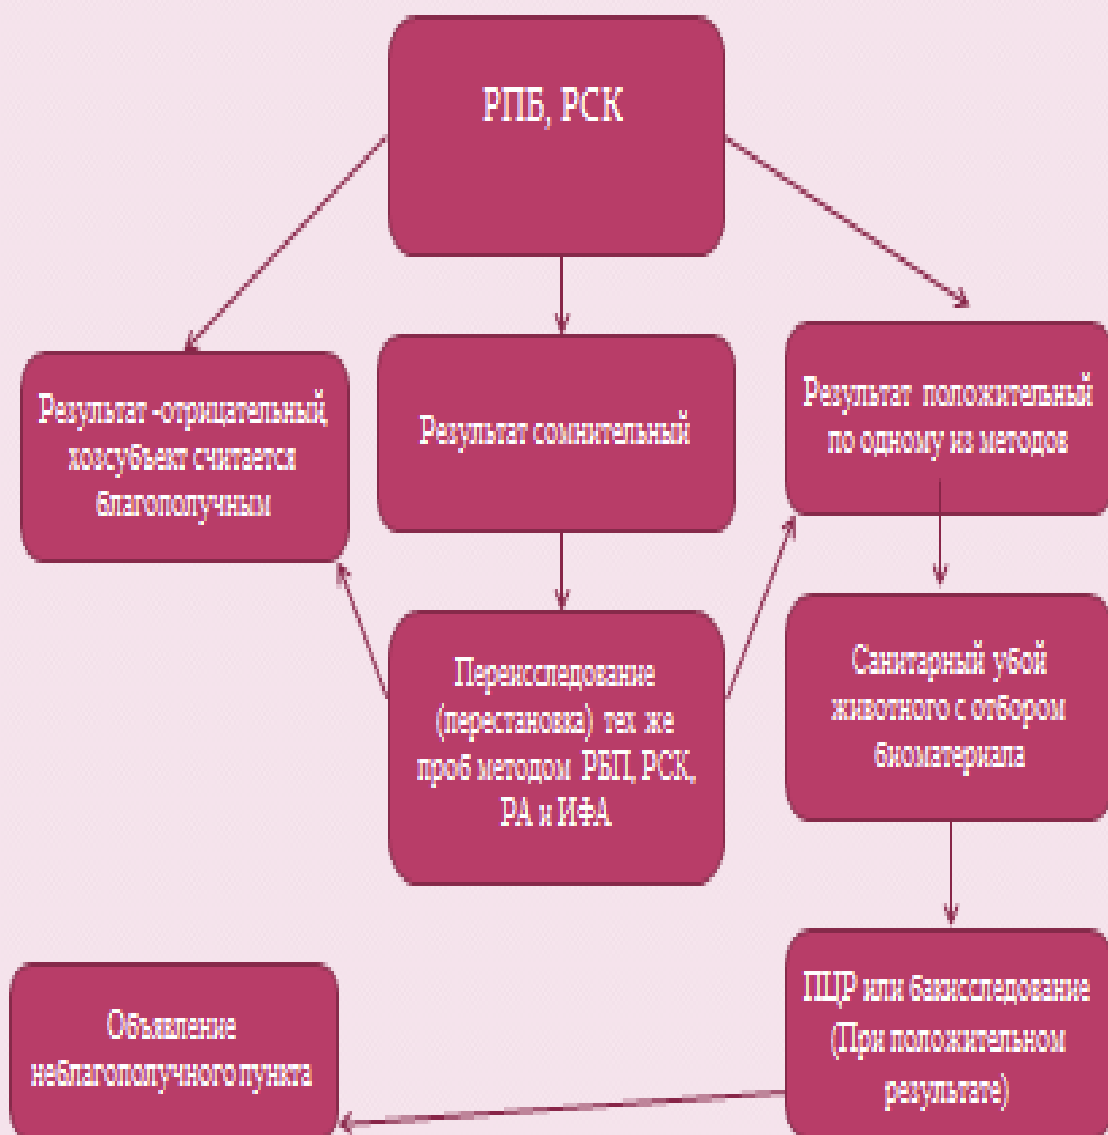 РПБ, РСК
Результат -отрицательный,
хозсубъект считается
благополучным
Результат сомнительный
Результат положительный
по одному из методов
Переисследование
(перестановка) тех же
проб методом РБП, РСК,
РА и ИФА
Санитарный убой
животного с отбором
биоматериала
ПЦР или бакисследование
(При положительном
результате)
Объявление
неблагополучного пункта